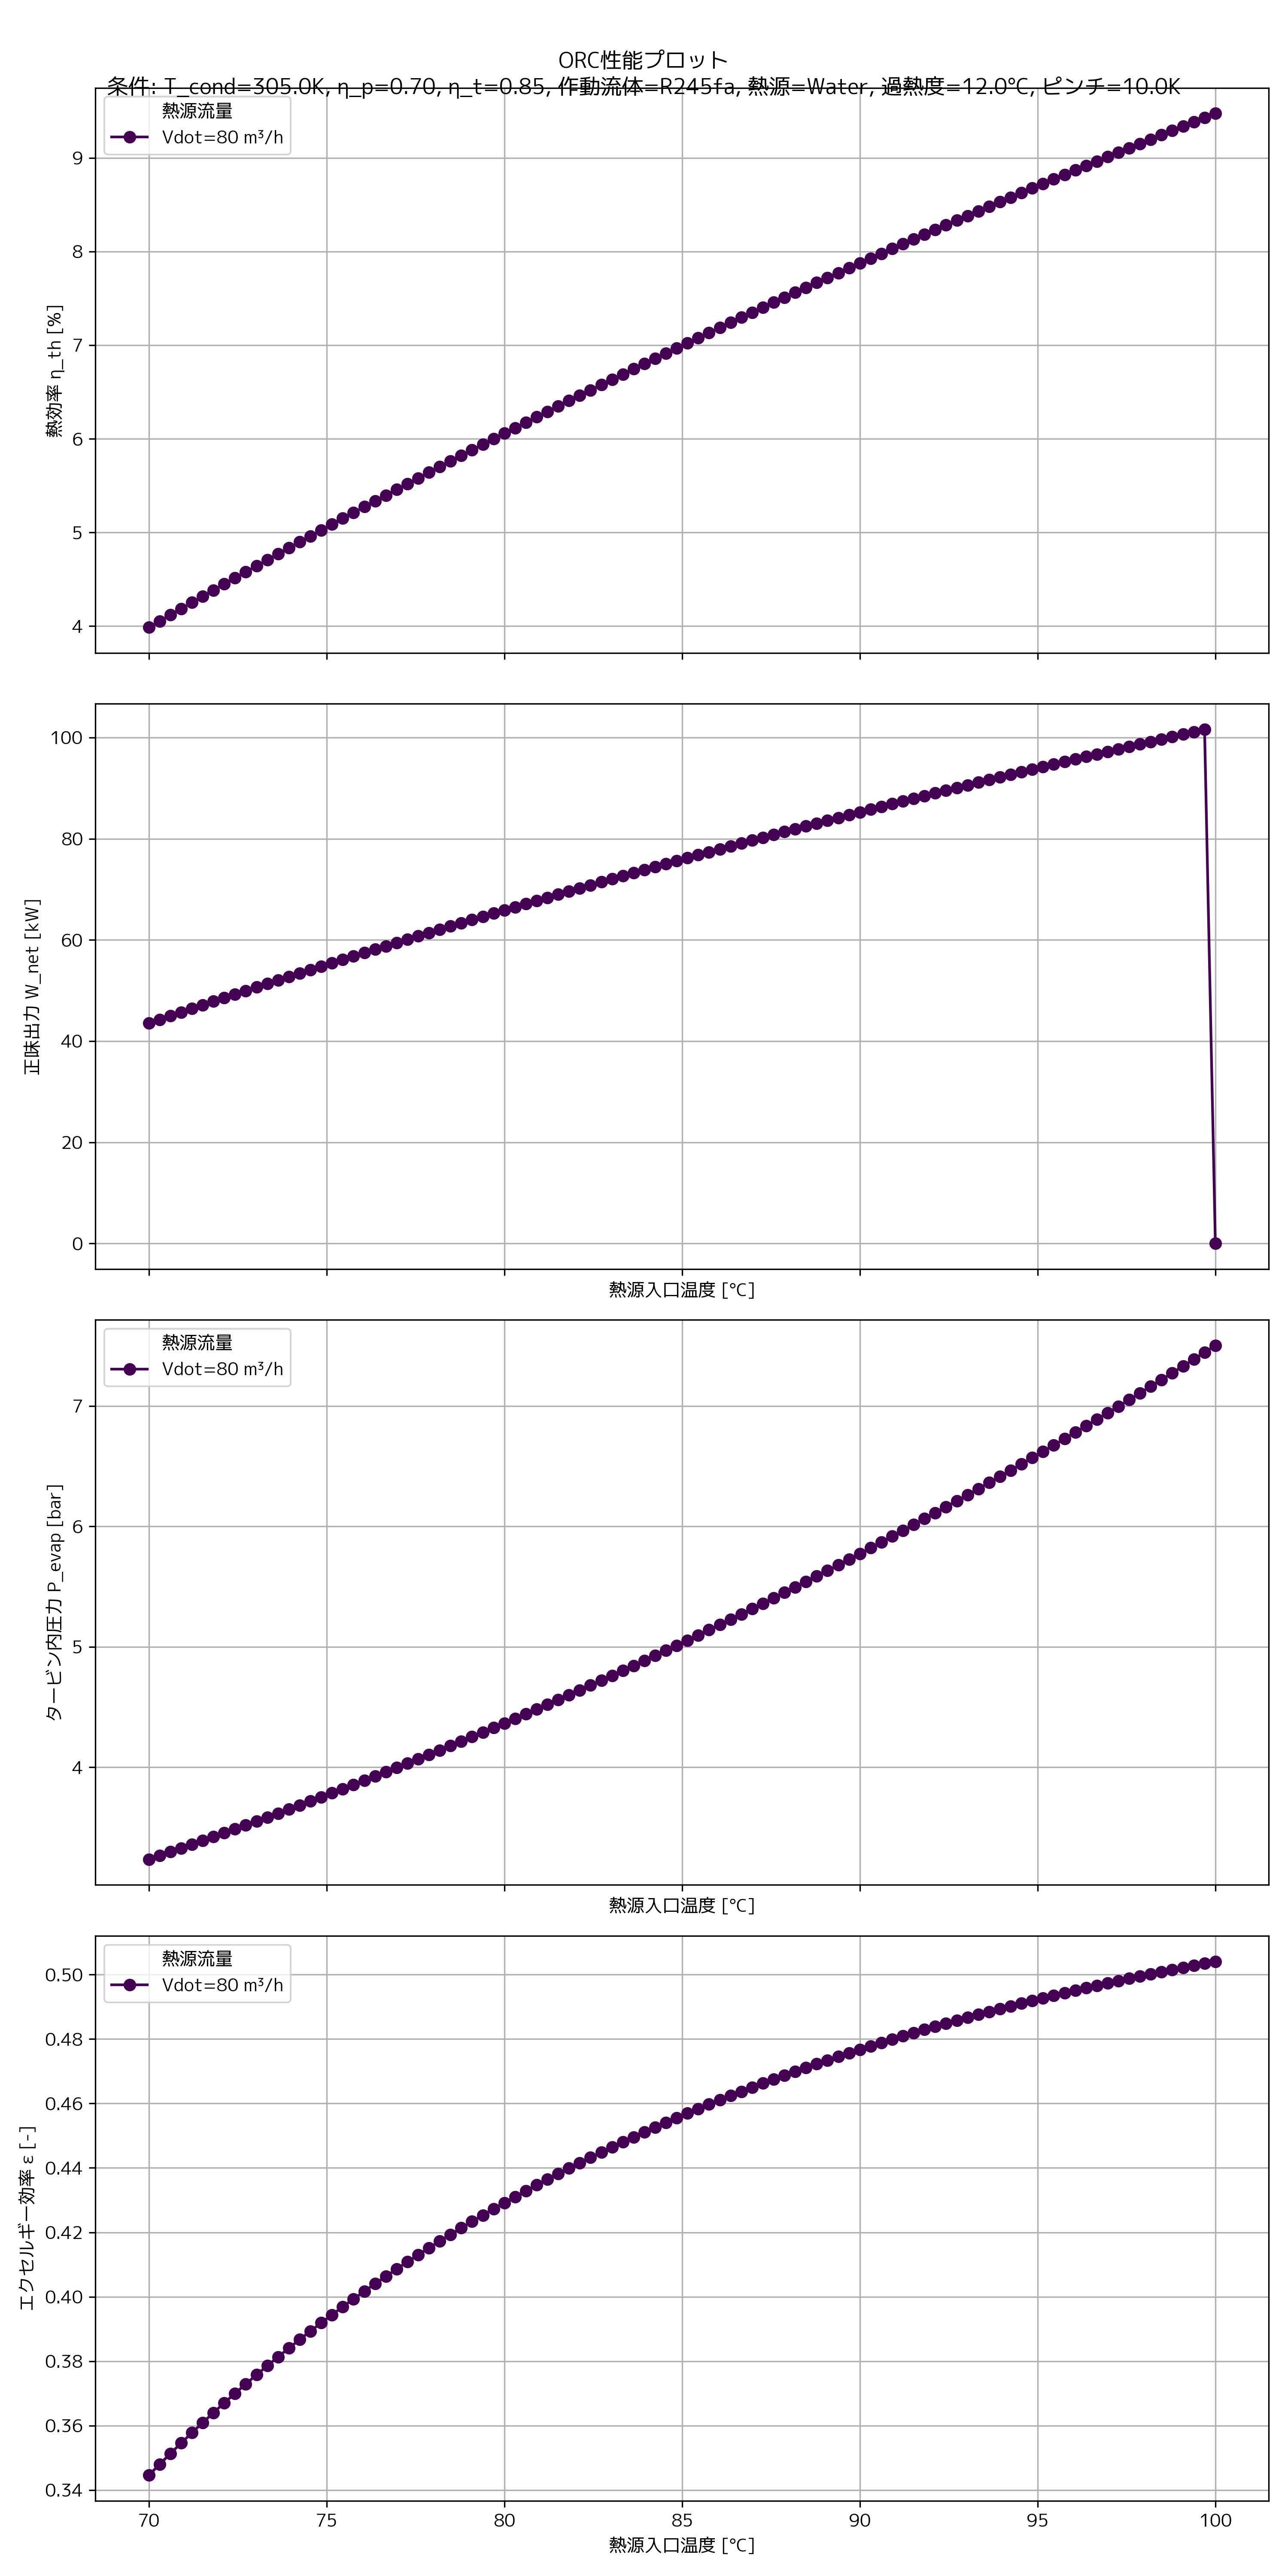 ORC性能プロット
条件: T_cond=305.0K, η_p=0.70, η_t=0.85, 作動流体=R245fa, 熱源=Water, 過熱度=12.0℃, ピンチ=10.0K
熱源流量
Vdot=80 m³/h
熱効率 η_th [%]
9
8
7
6
5
4
正味出力 W_net [kW]
100
80
60
40
20
0
熱源入口温度 [℃]
熱源流量
Vdot=80 m³/h
タービン内圧力 P_evap [bar]
7
6
5
4
熱源入口温度 [℃]
熱源流量
Vdot=80 m³/h
エクセルギー効率 ε [-]
0.50
0.48
0.46
0.44
0.42
0.40
0.38
0.36
0.34
70 75 80 85 90 95 100
熱源入口温度 [℃]